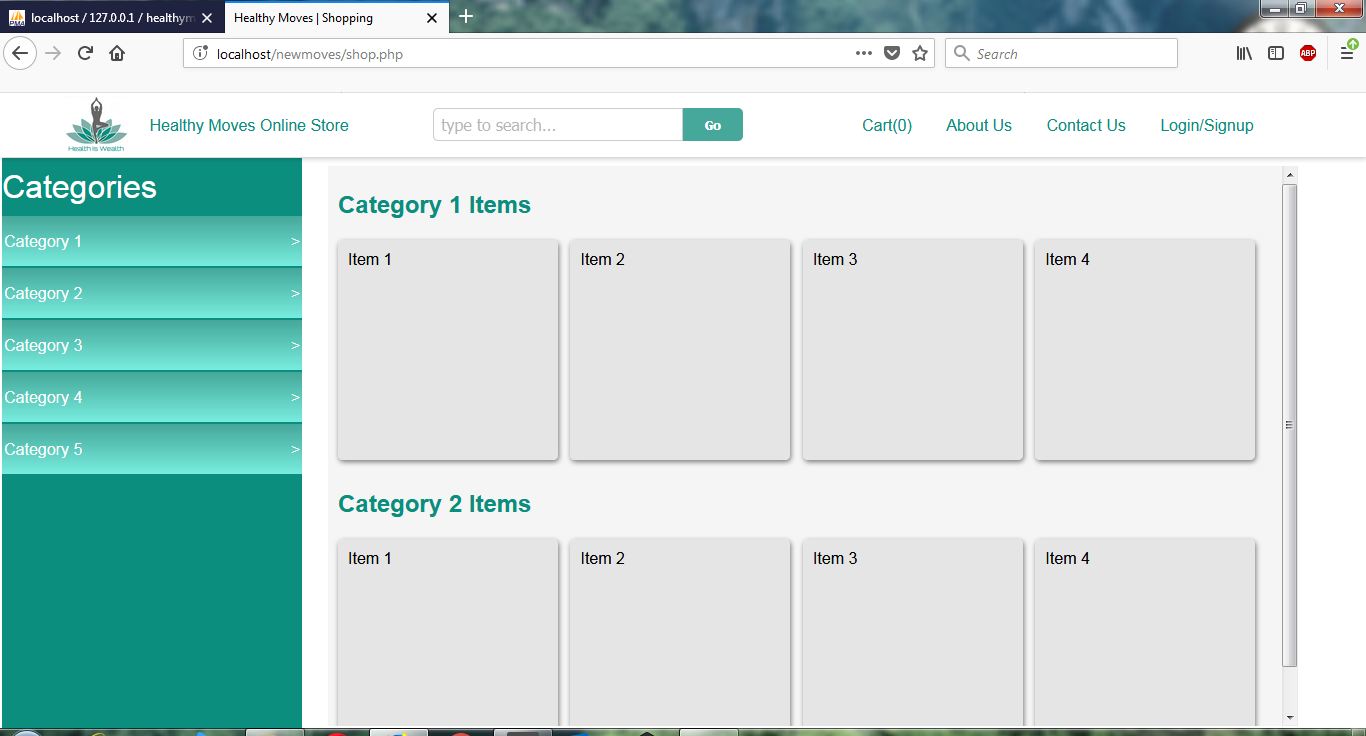 localhost / 127.0.0.1 / healthym
Healthy Moves | Shopping
localhost/newmoves/shop.php
Search
ABP
Health is Wealth
Healthy Moves Online Store
type to search...
Go
Cart(0)
About Us
Contact Us
Login/Signup
Categories
Category 1 >
Category 2 >
Category 3 >
Category 4 >
Category 5 >
Category 1 Items
Item 1
Item 2
Item 3
Item 4
Category 2 Items
Item 1
Item 2
Item 3
Item 4